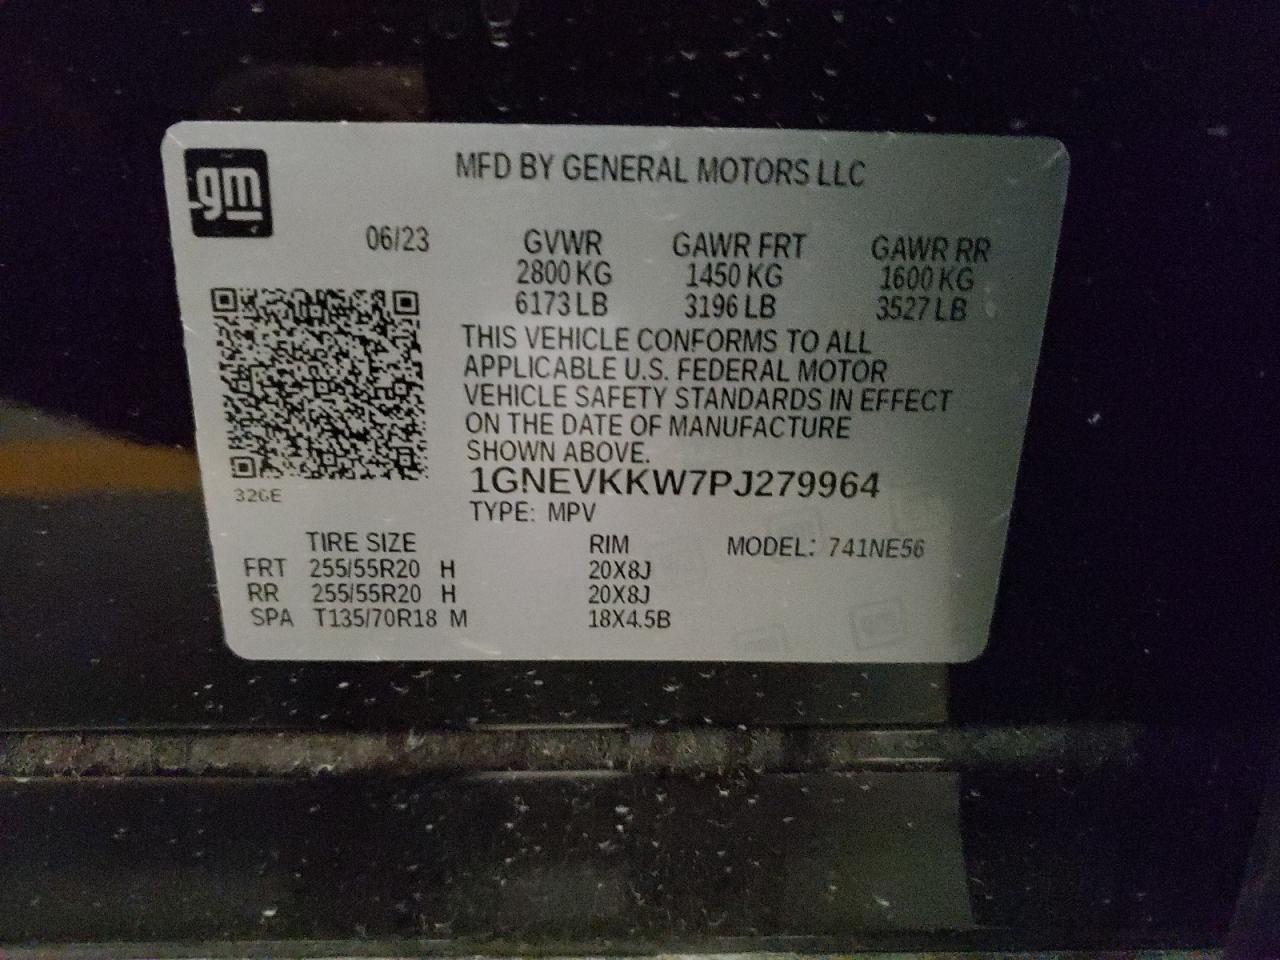 gm
MFD BY GENERAL MOTORS LLC
06/23 GVWR GAWR FRT GAWR RR
2800 KG 1450 KG 1600 KG
6173 LB 3196 LB 3527 LB
THIS VEHICLE CONFORMS TO ALL
APPLICABLE U.S. FEDERAL MOTOR
VEHICLE SAFETY STANDARDS IN EFFECT
ON THE DATE OF MANUFACTURE
SHOWN ABOVE.
1GNEVKKW7PJ279964
32GE
TYPE: MPV
TIRE SIZE RIM MODEL: 741NE56
FRT 255/55R20 H 20X8J
RR 255/55R20 H 20X8J
SPA T135/70R18 M 18X4.5B